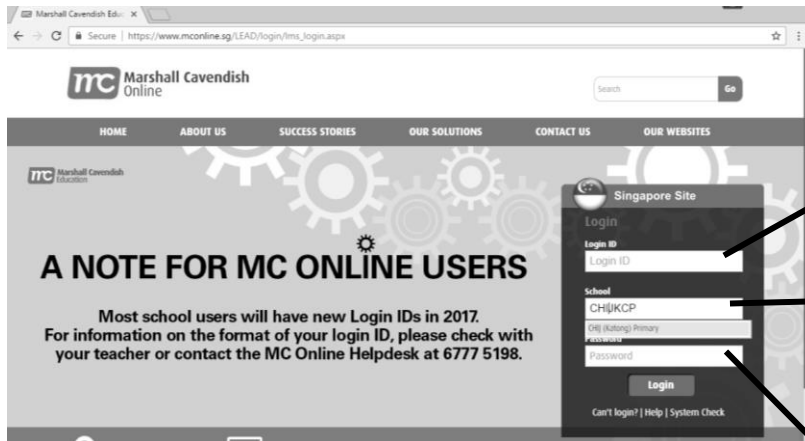 Marshall Cavendish Educ
Secure | https://www.mconline.sg/LEAD/login/lms_login.aspx
mc Marshall Cavendish
Online
Search
Go
HOME ABOUT US SUCCESS STORIES OUR SOLUTIONS CONTACT US OUR WEBSITES
mc Marshall Cavendish
Education
Singapore Site
Login
Login ID
Login ID
School
CHIJKCP
CHIJ (Katong) Primary
Password
Password
Login
Can't login? | Help | System Check
A NOTE FOR MC ONLINE USERS
Most school users will have new Login IDs in 2017.
For information on the format of your login ID, please check with
your teacher or contact the MC Online Helpdesk at 6777 5198.